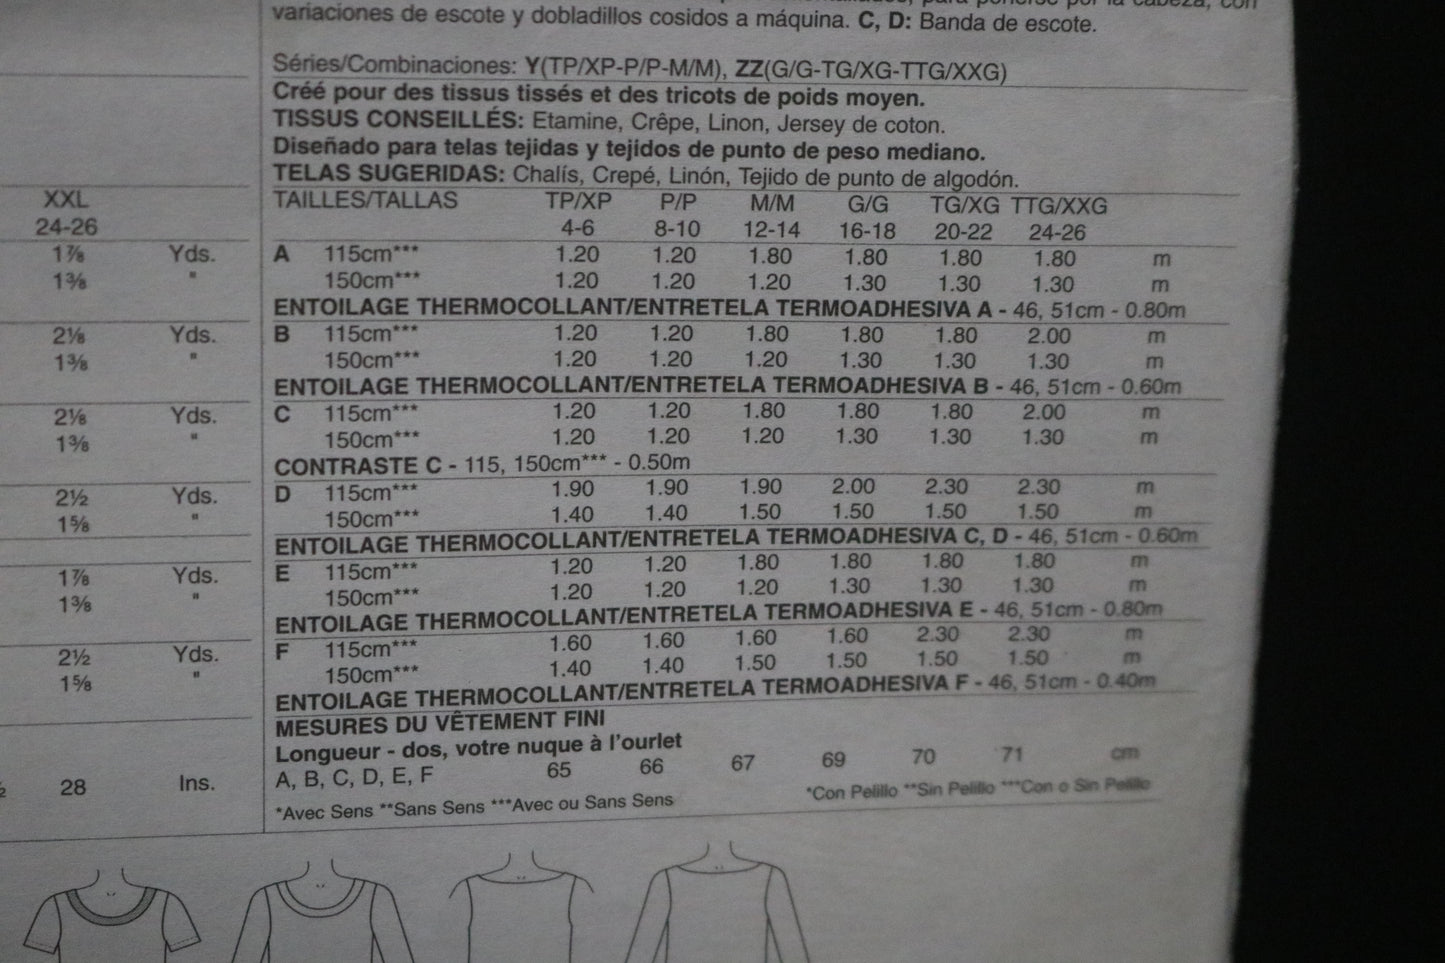 variaciones de escote y dobladillos cosidos a máquina. C, D: Banda de escote.
Séries/Combinaciones: Y(TP/XP-P/P-M/M), ZZ(G/G-TG/XG-TTG/XXG)
Créé pour des tissus tissés et des tricots de poids moyen.
TISSUS CONSEILLÉS: Etamine, Crêpe, Linon, Jersey de coton.
Diseñado para telas tejidas y tejidos de punto de peso mediano.
TELAS SUGERIDAS: Chalís, Crepé, Linón, Tejido de punto de algodón.
XXL TAILLES/TALLAS TP/XP P/P M/M G/G TG/XG TTG/XXG
24-26 4-6 8-10 12-14 16-18 20-22 24-26
1⅞ Yds. A 115cm*** 1.20 1.20 1.80 1.80 1.80 1.80 m
1⅜ " 150cm*** 1.20 1.20 1.20 1.30 1.30 1.30 m
ENTOILAGE THERMOCOLLANT/ENTRETELA TERMOADHESIVA A - 46, 51cm - 0.80m
2⅛ Yds. B 115cm*** 1.20 1.20 1.80 1.80 1.80 2.00 m
1⅜ " 150cm*** 1.20 1.20 1.20 1.30 1.30 1.30 m
ENTOILAGE THERMOCOLLANT/ENTRETELA TERMOADHESIVA B - 46, 51cm - 0.60m
2⅛ Yds. C 115cm*** 1.20 1.20 1.80 1.80 1.80 2.00 m
1⅜ " 150cm*** 1.20 1.20 1.20 1.30 1.30 1.30 m
CONTRASTE C - 115, 150cm*** - 0.50m
2½ Yds. D 115cm*** 1.90 1.90 1.90 2.00 2.30 2.30 m
1⅝ " 150cm*** 1.40 1.40 1.50 1.50 1.50 1.50 m
ENTOILAGE THERMOCOLLANT/ENTRETELA TERMOADHESIVA C, D - 46, 51cm - 0.60m
1⅞ Yds. E 115cm*** 1.20 1.20 1.80 1.80 1.80 1.80 m
1⅜ " 150cm*** 1.20 1.20 1.20 1.30 1.30 1.30 m
ENTOILAGE THERMOCOLLANT/ENTRETELA TERMOADHESIVA E - 46, 51cm - 0.80m
2½ Yds. F 115cm*** 1.60 1.60 1.60 1.60 2.30 2.30 m
1⅝ " 150cm*** 1.40 1.40 1.50 1.50 1.50 1.50 m
ENTOILAGE THERMOCOLLANT/ENTRETELA TERMOADHESIVA F - 46, 51cm - 0.40m
MESURES DU VÊTEMENT FINI
Longueur - dos, votre nuque à l'ourlet
28 Ins. A, B, C, D, E, F 65 66 67 69 70 71 cm
*Avec Sens **Sans Sens ***Avec ou Sans Sens *Con Pelillo **Sin Pelillo ***Con o Sin Pelillo